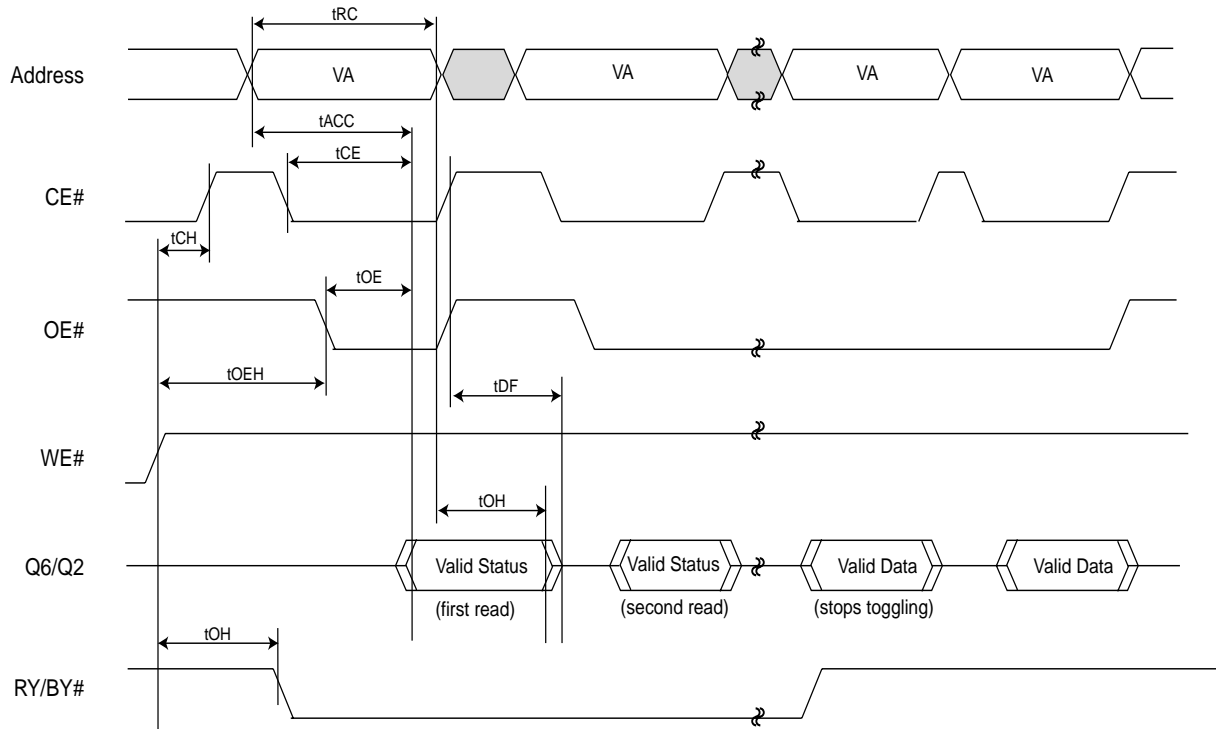 tRC
Address
VA
VA
VA
VA
tACC
tCE
CE#
tCH
tOE
OE#
tOEH
tDF
WE#
tOH
Q6/Q2
Valid Status
Valid Status
Valid Data
Valid Data
(first read)
(second read)
(stops toggling)
tOH
RY/BY#